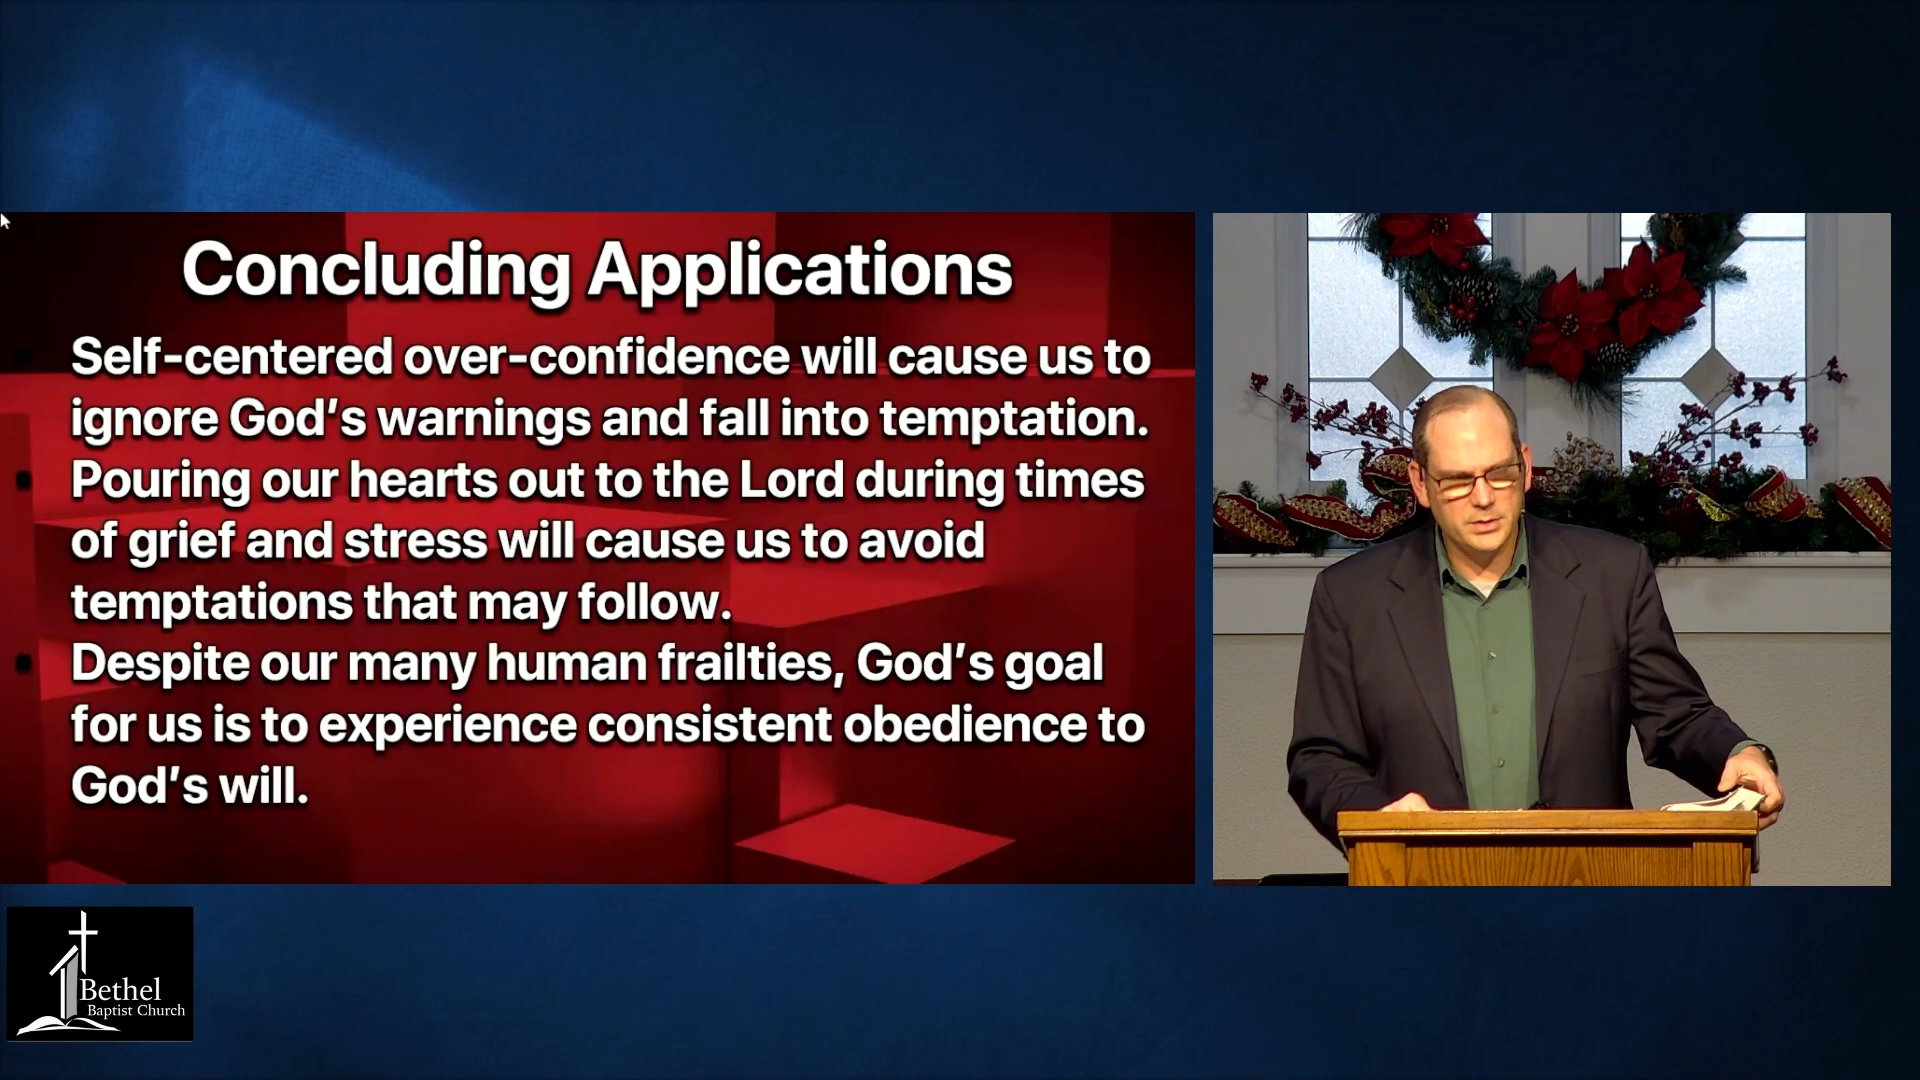 Concluding Applications
Self-centered over-confidence will cause us to
ignore God's warnings and fall into temptation.
Pouring our hearts out to the Lord during times
of grief and stress will cause us to avoid
temptations that may follow.
Despite our many human frailties, God's goal
for us is to experience consistent obedience to
God's will.
Bethel
Baptist Church